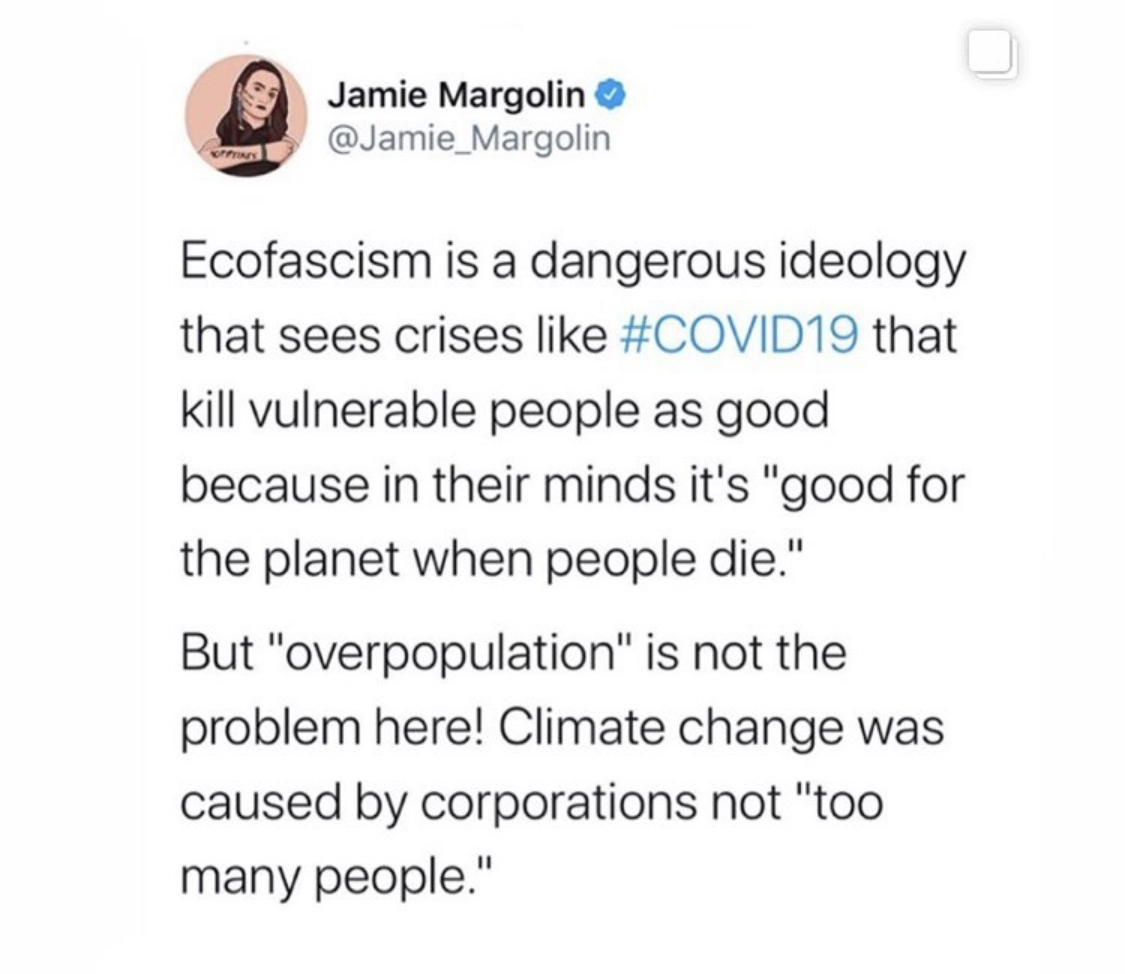 Jamie Margolin
@Jamie_Margolin
Ecofascism is a dangerous ideology
that sees crises like #COVID19 that
kill vulnerable people as good
because in their minds it's "good for
the planet when people die."
But "overpopulation" is not the
problem here! Climate change was
caused by corporations not "too
many people."